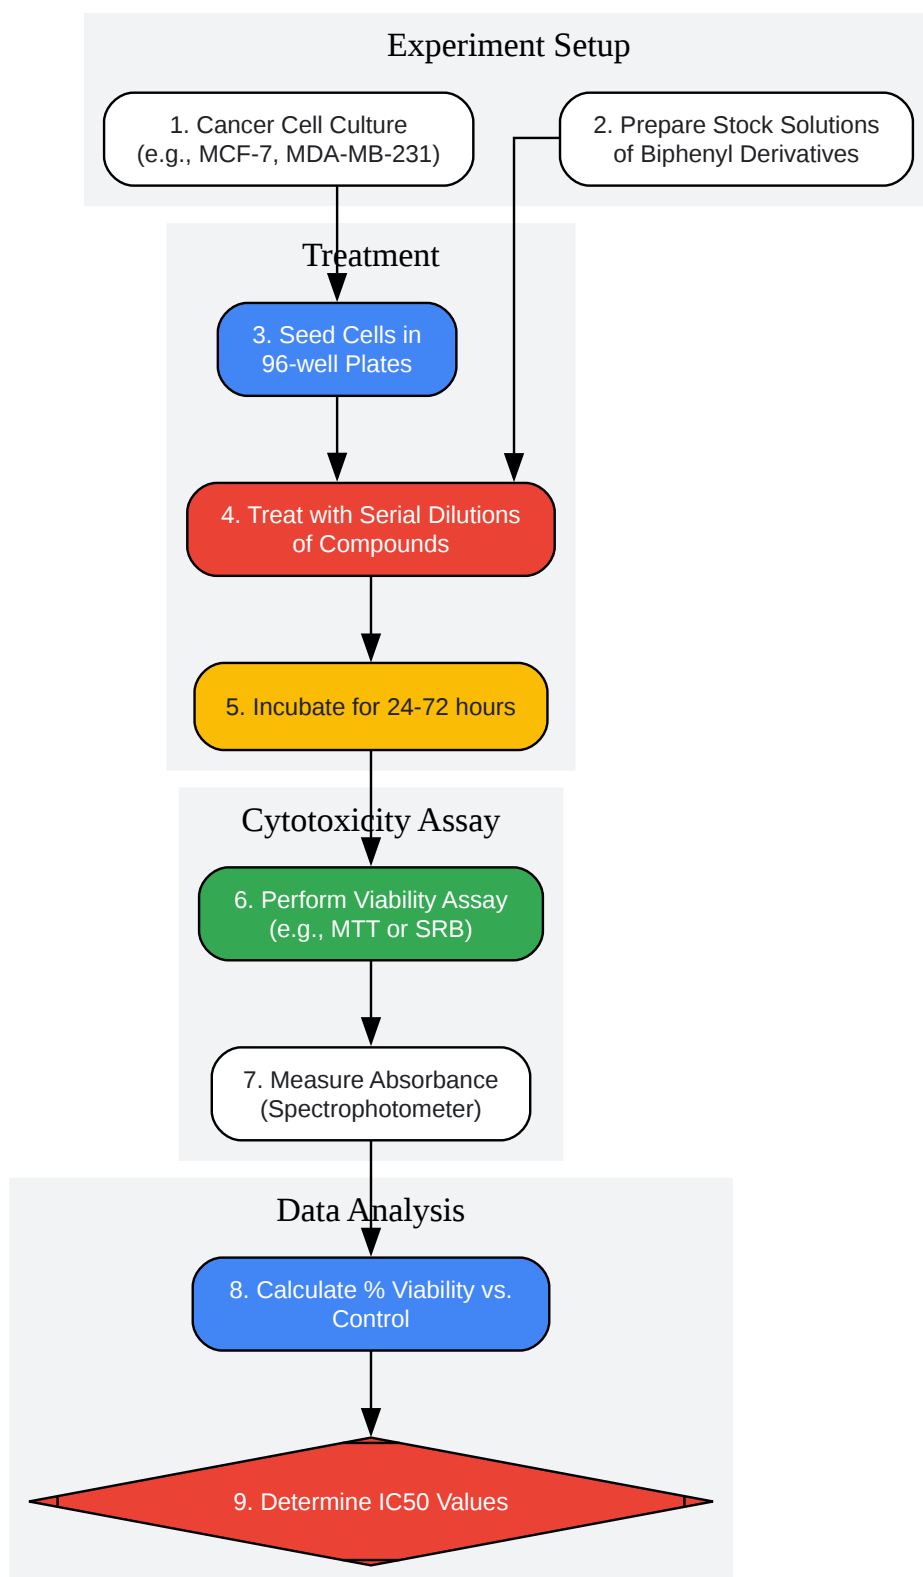 Experiment Setup
1. Cancer Cell Culture
(e.g., MCF-7, MDA-MB-231)
2. Prepare Stock Solutions
of Biphenyl Derivatives
Treatment
3. Seed Cells in
96-well Plates
4. Treat with Serial Dilutions
of Compounds
5. Incubate for 24-72 hours
Cytotoxicity Assay
6. Perform Viability Assay
(e.g., MTT or SRB)
7. Measure Absorbance
(Spectrophotometer)
Data Analysis
8. Calculate % Viability vs.
Control
9. Determine IC50 Values